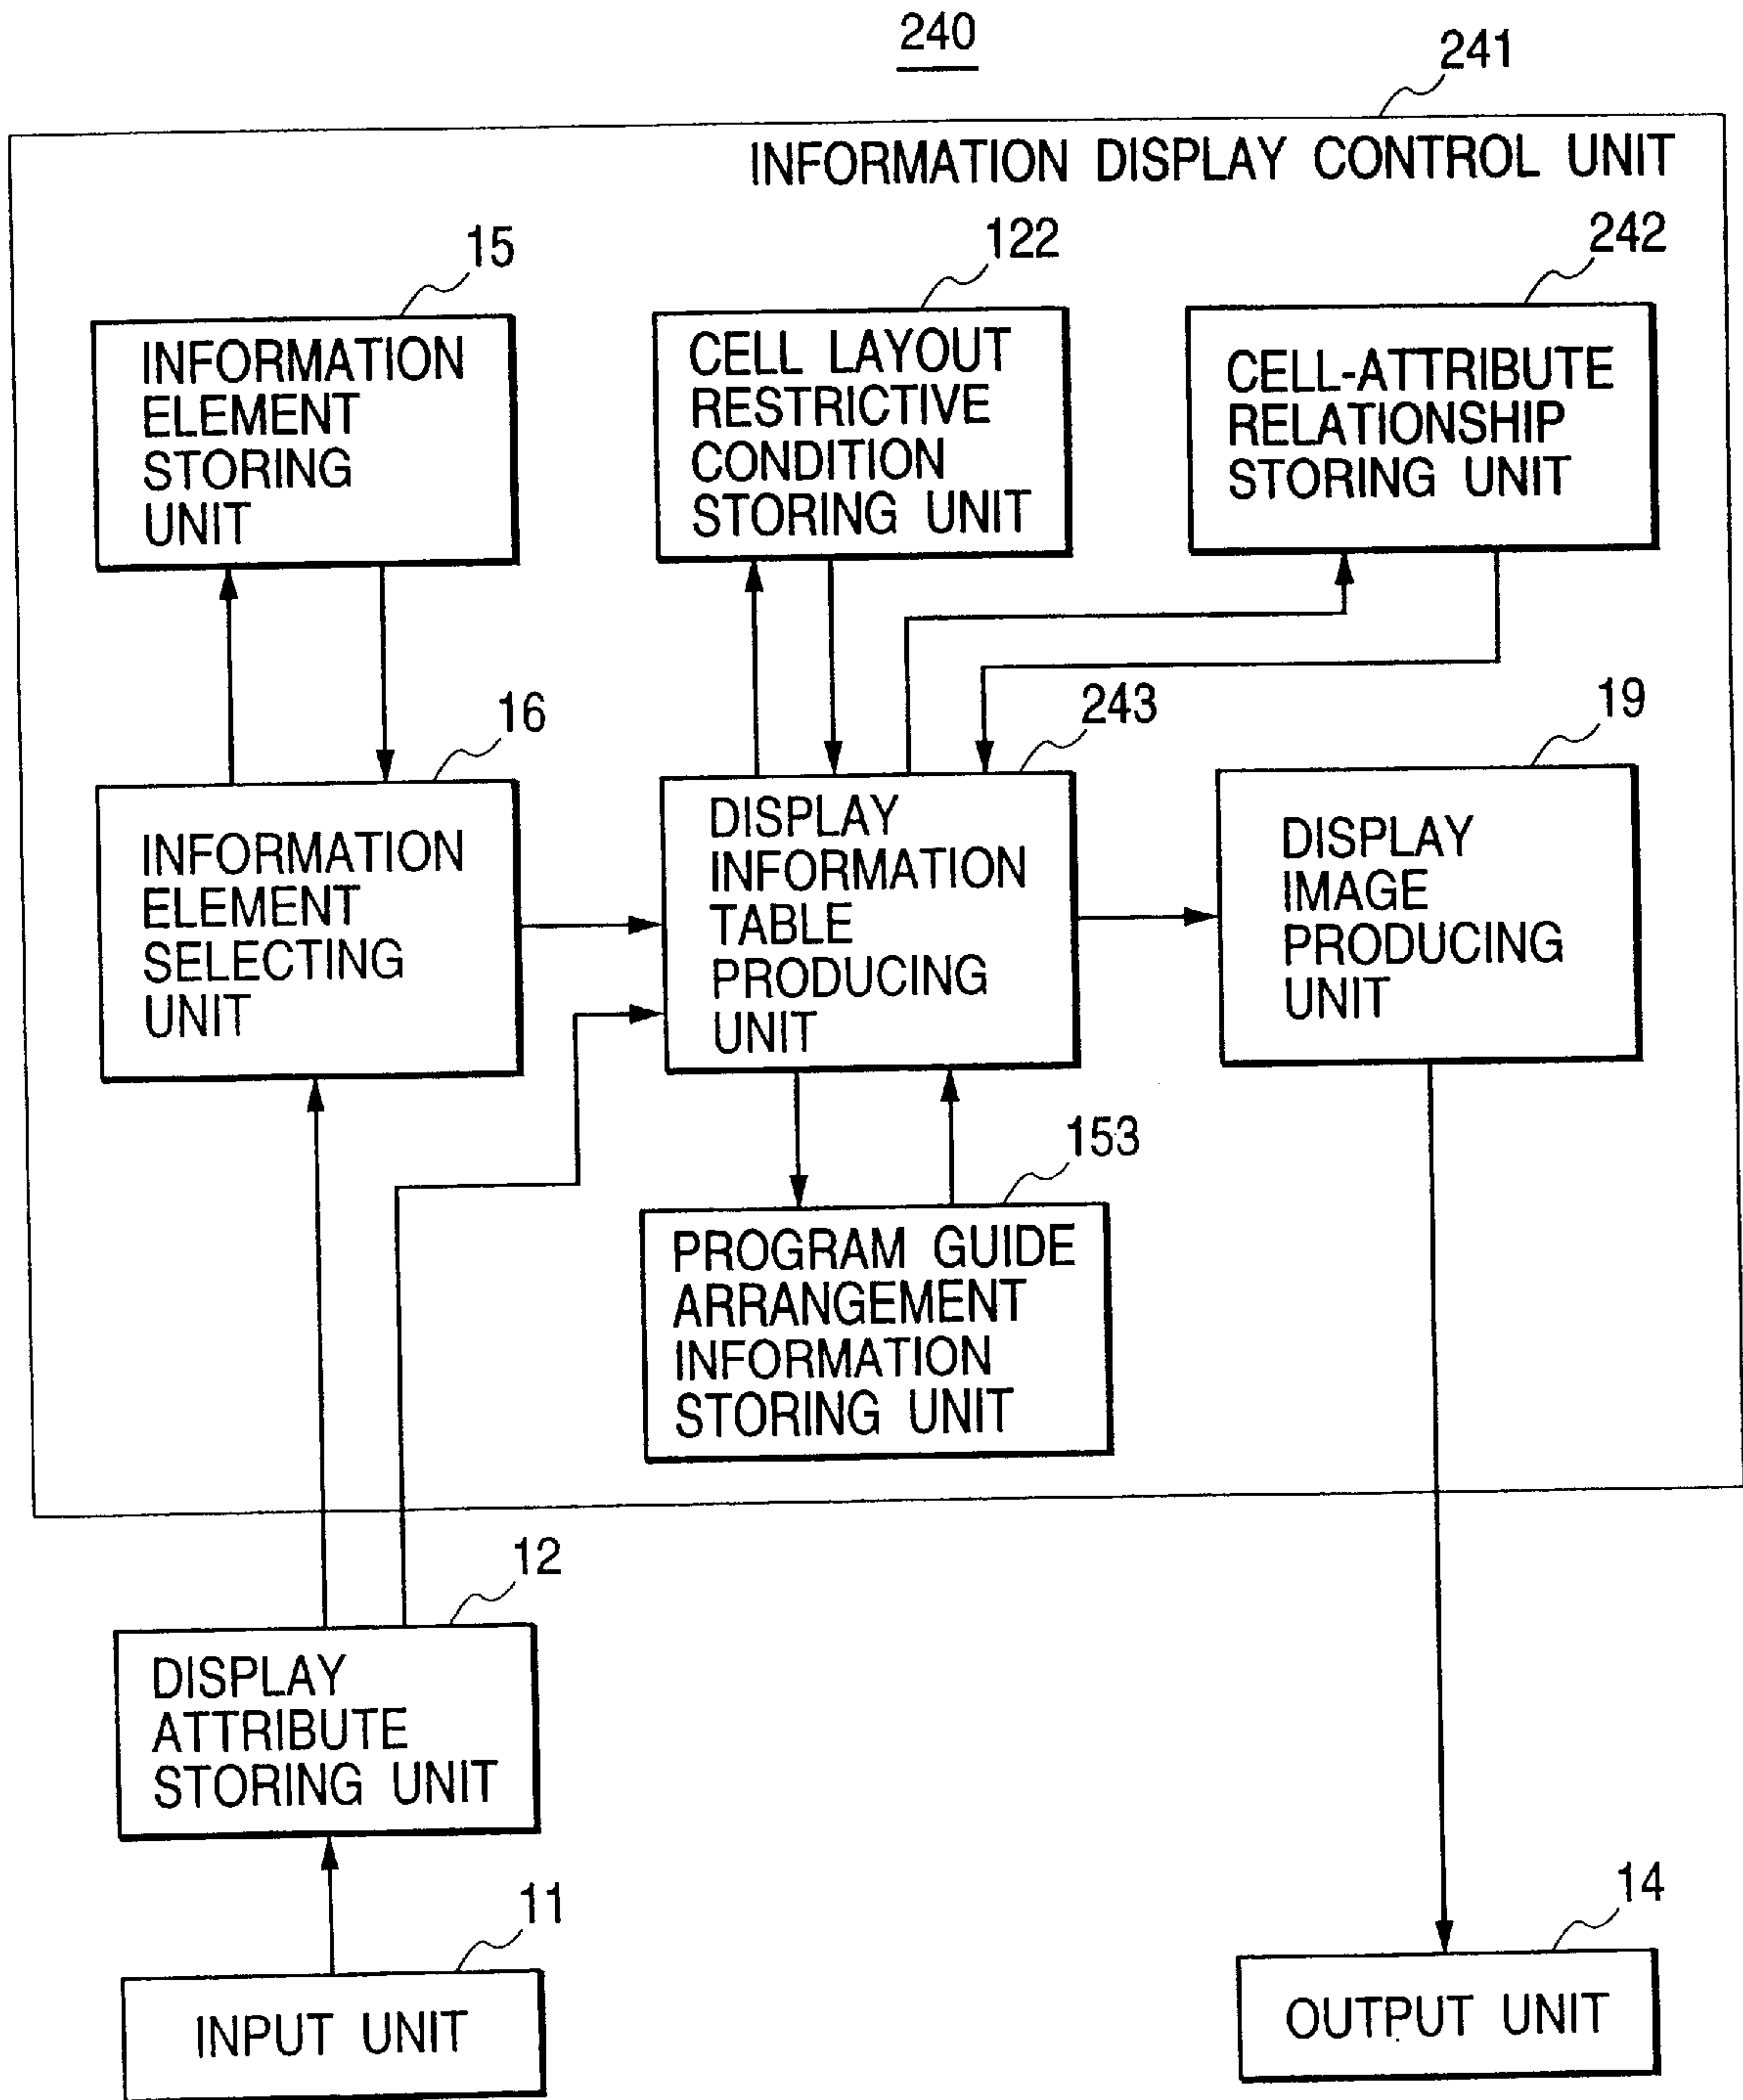 240
241
INFORMATION DISPLAY CONTROL UNIT
15
INFORMATION
ELEMENT
STORING
UNIT
122
CELL LAYOUT
RESTRICTIVE
CONDITION
STORING UNIT
242
CELL-ATTRIBUTE
RELATIONSHIP
STORING UNIT
16
INFORMATION
ELEMENT
SELECTING
UNIT
243
DISPLAY
INFORMATION
TABLE
PRODUCING
UNIT
19
DISPLAY
IMAGE
PRODUCING
UNIT
153
PROGRAM GUIDE
ARRANGEMENT
INFORMATION
STORING UNIT
12
DISPLAY
ATTRIBUTE
STORING UNIT
11
INPUT UNIT
14
OUTPUT UNIT